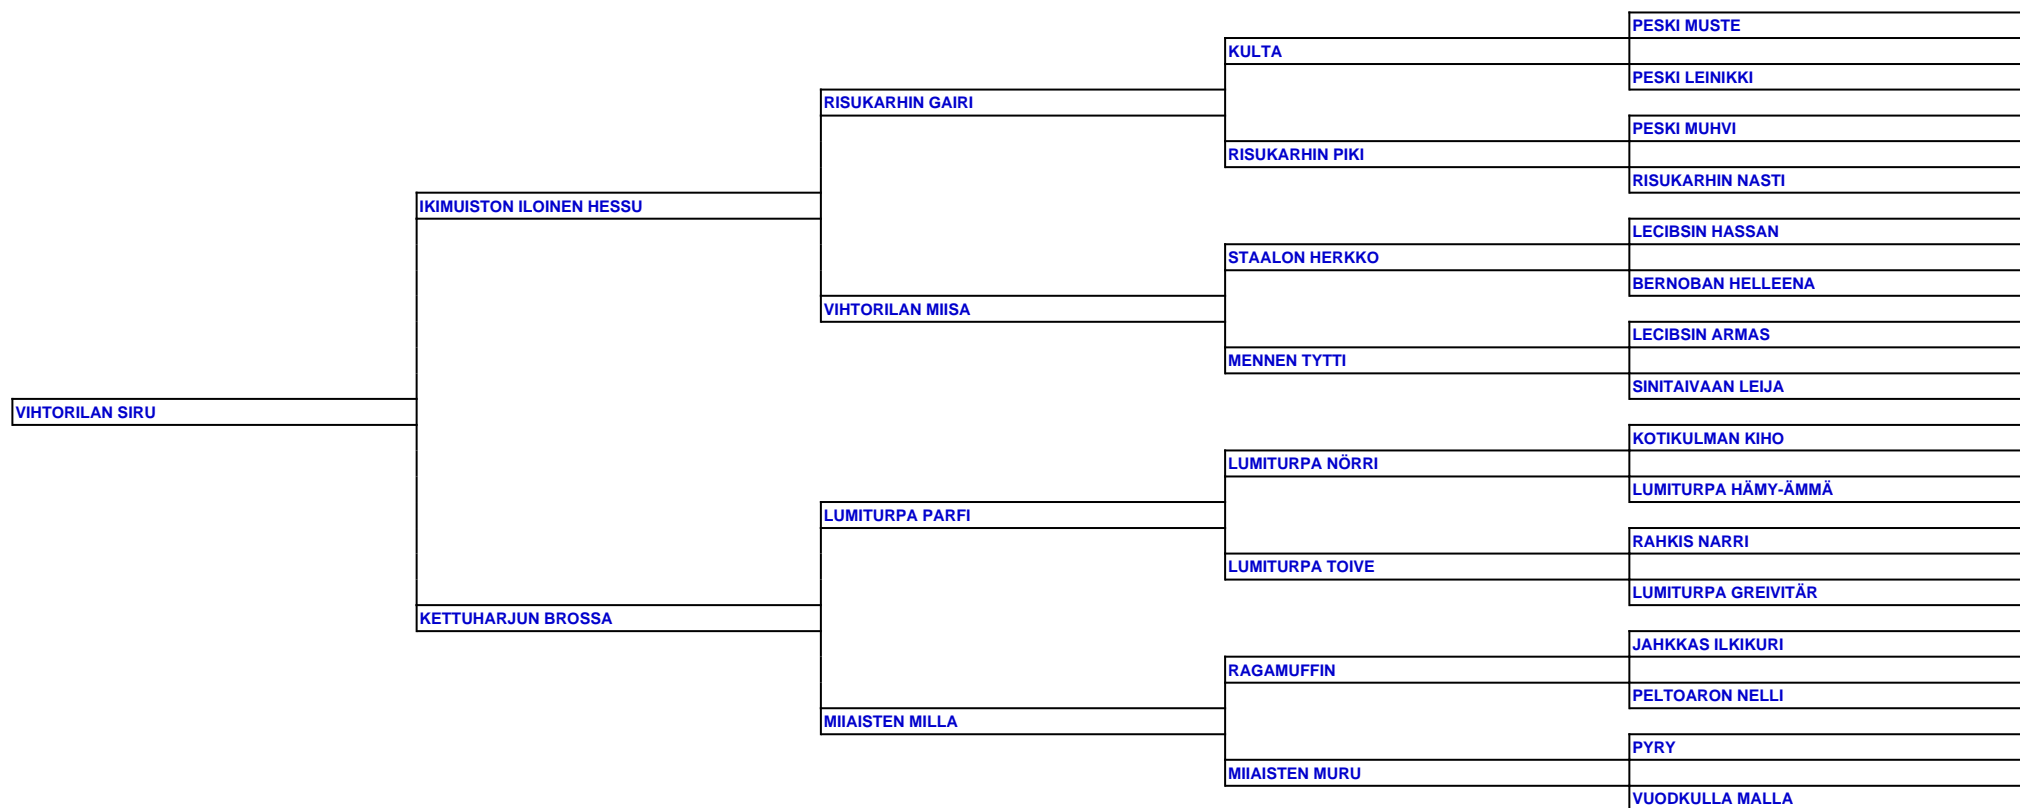 PESKI MUSTE
KULTA
PESKI LEINIKKI
RISUKARHIN GAIRI
PESKI MUHVI
RISUKARHIN PIKI
RISUKARHIN NASTI
IKIMUISTON ILOINEN HESSU
LECIBSIN HASSAN
STAALON HERKKO
BERNOBAN HELLEENA
VIHTORILAN MIISA
LECIBSIN ARMAS
MENNEN TYTTI
SINITAIVAAN LEIJA
VIHTORILAN SIRU
KOTIKULMAN KIHO
LUMITURPA NÖRRI
LUMITURPA HÄMY-ÄMMÄ
LUMITURPA PARFI
RAHKIS NARRI
LUMITURPA TOIVE
LUMITURPA GREIVITÄR
KETTUHARJUN BROSSA
JAHKKAS ILKIKURI
RAGAMUFFIN
PELTOARON NELLI
MIIAISTEN MILLA
PYRY
MIIAISTEN MURU
VUODKULLA MALLA